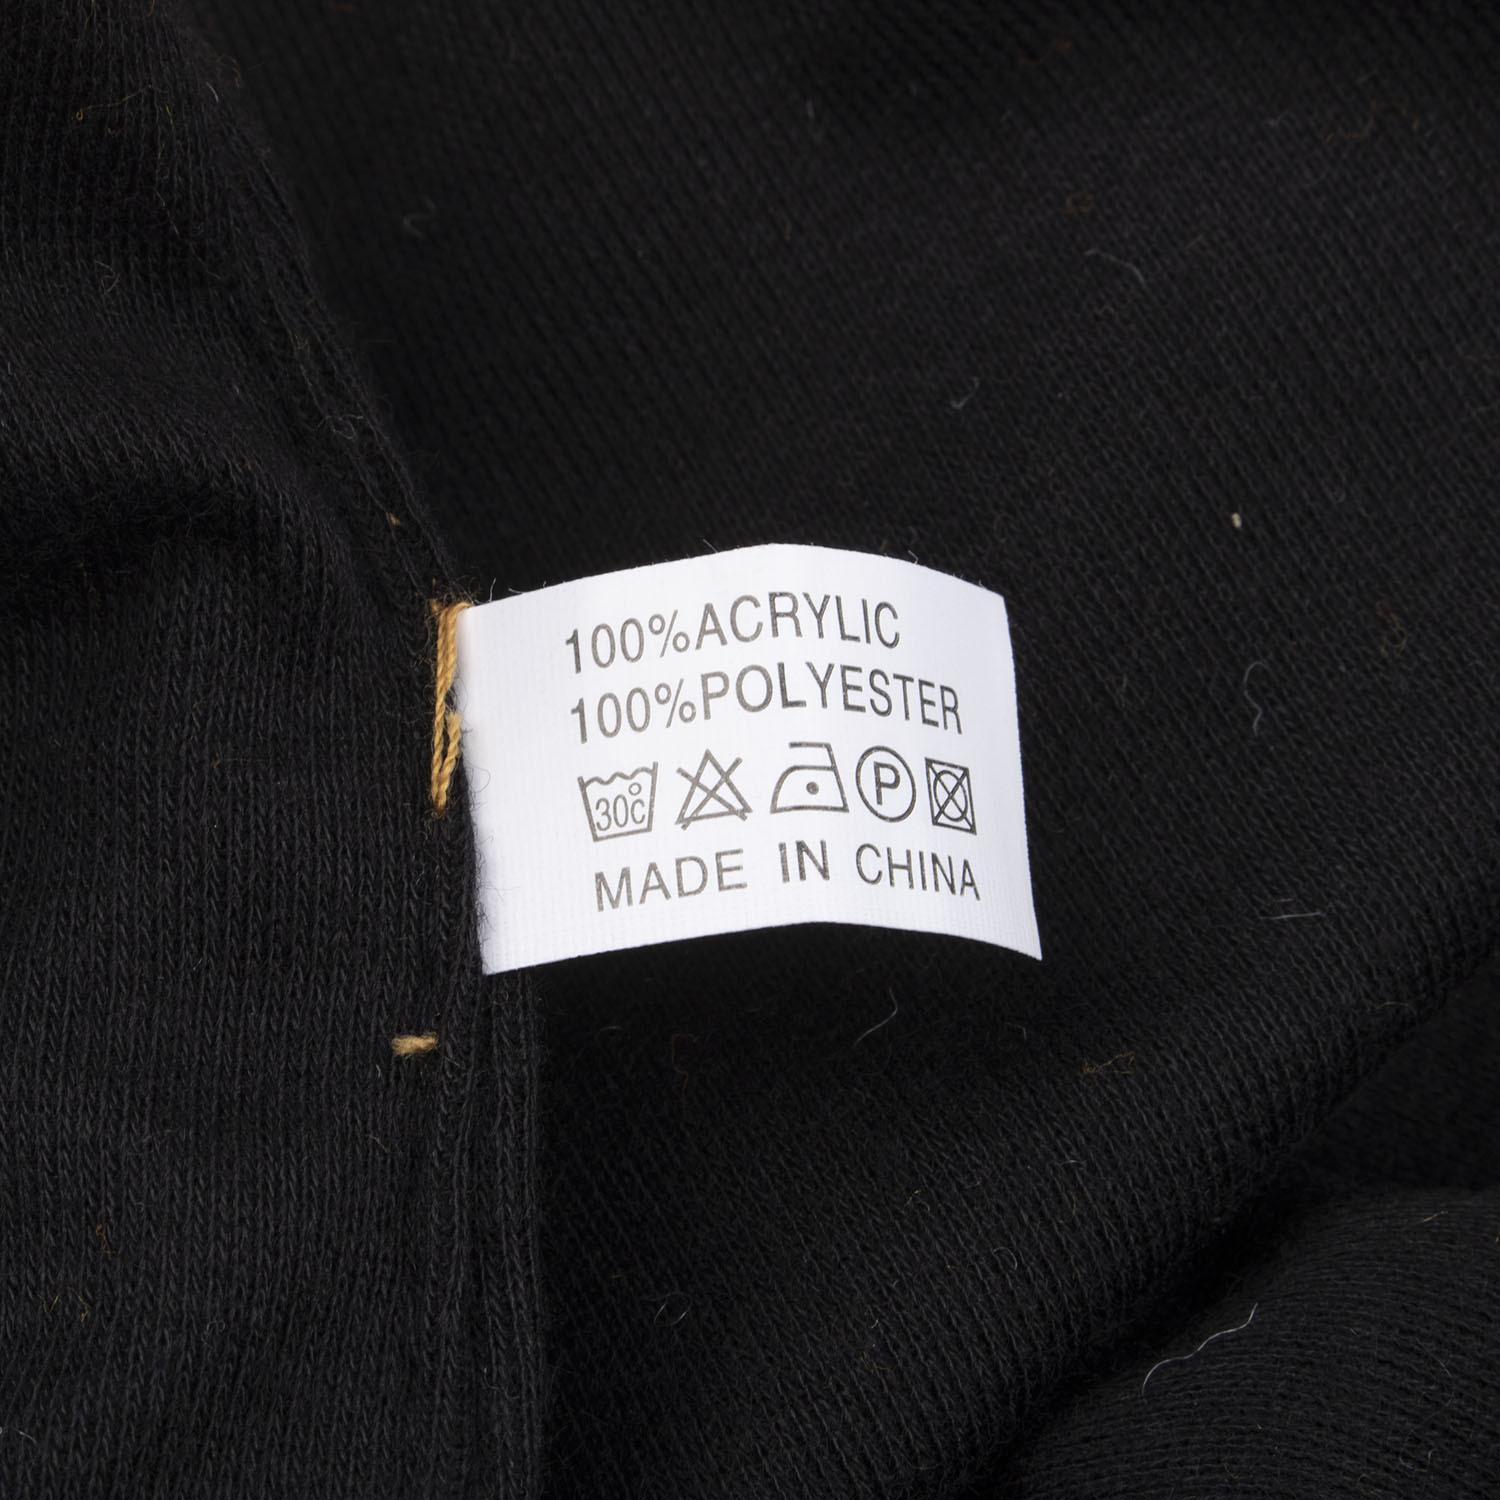 100%ACRYLIC
100%POLYESTER
30°C P
MADE IN CHINA